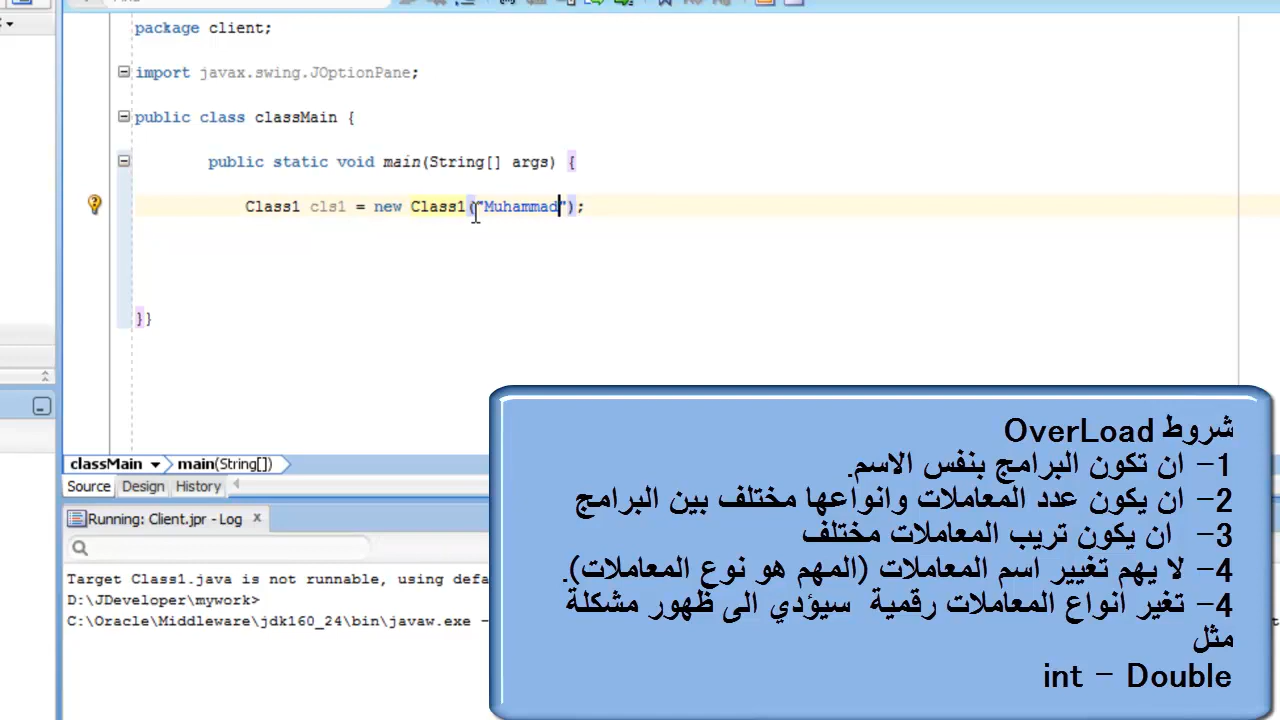 package client;
import javax.swing.JOptionPane;
public class classMain {
public static void main(String[] args) {
Class1 cls1 = new Class1("Muhammad");
}}
classMain main(String[])
Source Design History
Running: Client.jpr - Log x
Target Class1.java is not runnable, using defa
D:\JDeveloper\mywork>
C:\Oracle\Middleware\jdk160_24\bin\javaw.exe -
شروط OverLoad
1- ان تكون البرامج بنفس الاسم.
2- ان يكون عدد المعاملات وانواعها مختلف بين البرامج
3- ان يكون تريب المعاملات مختلف
4- لا يهم تغيير اسم المعاملات (المهم هو نوع المعاملات).
4- تغير انواع المعاملات رقمية سيؤدي الى ظهور مشكلة
مثل
int - Double